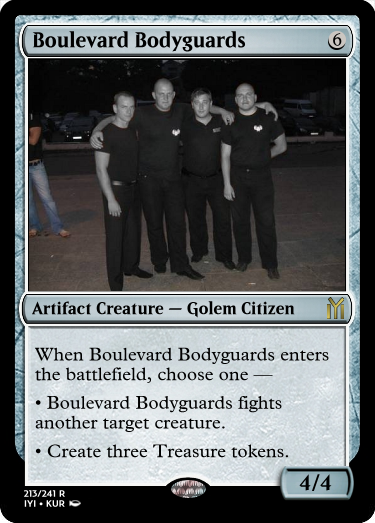 Boulevard Bodyguards 6
Artifact Creature — Golem Citizen
When Boulevard Bodyguards enters
the battlefield, choose one —
• Boulevard Bodyguards fights
another target creature.
• Create three Treasure tokens.
4/4
213/241 R
IYI • KUR